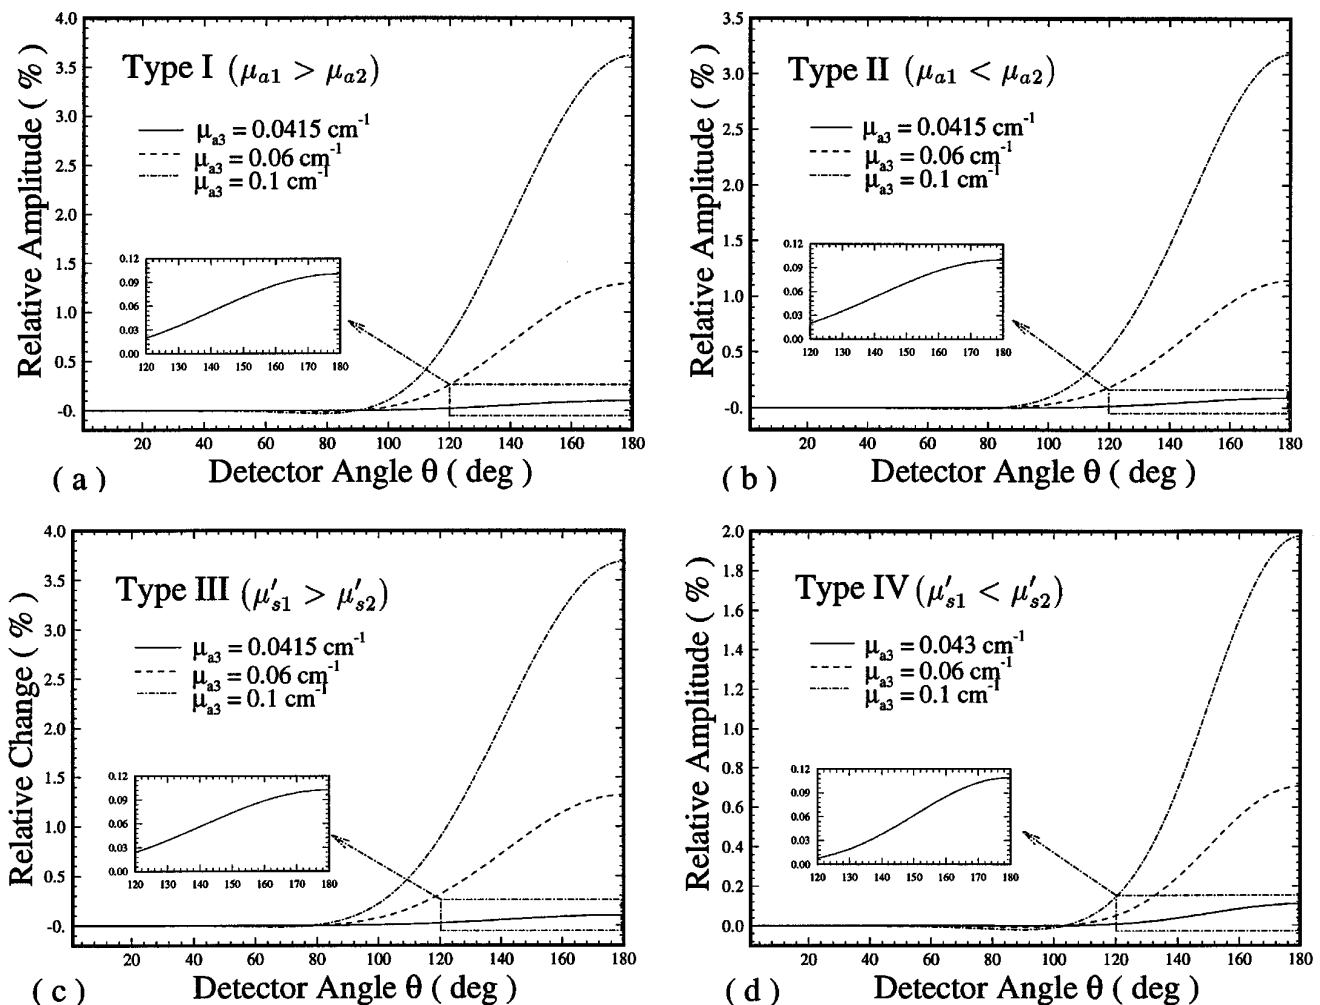 Type I (μa1 > μa2)
μa3 = 0.0415 cm-1
μa3 = 0.06 cm-1
μa3 = 0.1 cm-1
Relative Amplitude ( % )
4.0
3.5
3.0
2.5
2.0
1.5
1.0
0.5
-0.
0.12
0.09
0.06
0.03
0.00
120 130 140 150 160 170 180
20 40 60 80 100 120 140 160 180
( a ) Detector Angle θ ( deg )
Type II (μa1 < μa2)
μa3 = 0.0415 cm-1
μa3 = 0.06 cm-1
μa3 = 0.1 cm-1
Relative Amplitude ( % )
3.5
3.0
2.5
2.0
1.5
1.0
0.5
-0.
0.12
0.09
0.06
0.03
0.00
120 130 140 150 160 170 180
20 40 60 80 100 120 140 160 180
( b ) Detector Angle θ ( deg )
Type III (μ's1 > μ's2)
μa3 = 0.0415 cm-1
μa3 = 0.06 cm-1
μa3 = 0.1 cm-1
Relative Change ( % )
4.0
3.5
3.0
2.5
2.0
1.5
1.0
0.5
-0.
0.12
0.09
0.06
0.03
0.00
120 130 140 150 160 170 180
20 40 60 80 100 120 140 160 180
( c ) Detector Angle θ ( deg )
Type IV (μ's1 < μ's2)
μa3 = 0.043 cm-1
μa3 = 0.06 cm-1
μa3 = 0.1 cm-1
Relative Amplitude ( % )
2.0
1.8
1.6
1.4
1.2
1.0
0.8
0.6
0.4
0.2
0.0
0.12
0.09
0.06
0.03
0.00
120 130 140 150 160 170 180
20 40 60 80 100 120 140 160 180
( d ) Detector Angle θ ( deg )